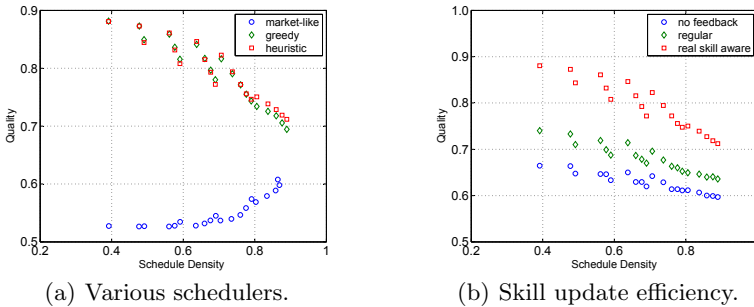 0.9
0.8
0.7
0.6
0.5
0.2 0.4 0.6 0.8 1
Quality
Schedule Density
market-like
greedy
heuristic
(a) Various schedulers.
1.0
0.9
0.8
0.7
0.6
0.5
0.2 0.4 0.6 0.8
Quality
Schedule Density
no feedback
regular
real skill aware
(b) Skill update efficiency.